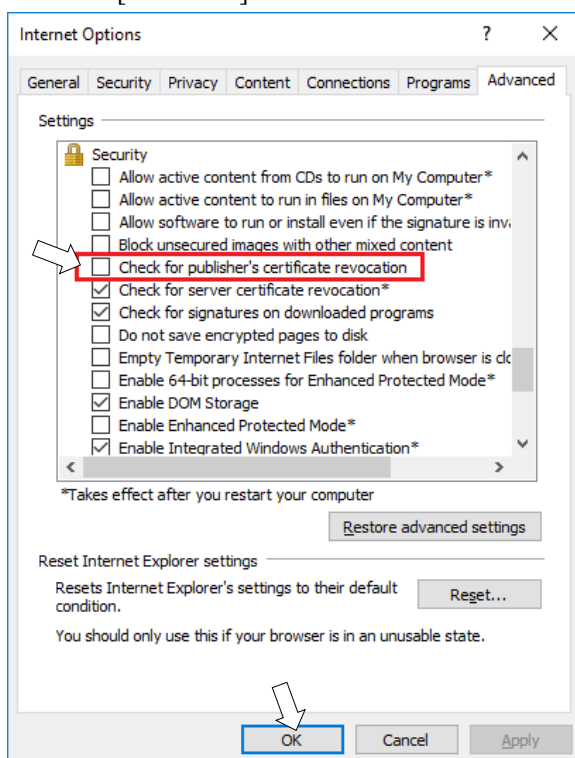 Internet Options ? ×
General Security Privacy Content Connections Programs Advanced
Settings
Security
Allow active content from CDs to run on My Computer*
Allow active content to run in files on My Computer*
Allow software to run or install even if the signature is inv
Block unsecured images with other mixed content
Check for publisher's certificate revocation
Check for server certificate revocation*
Check for signatures on downloaded programs
Do not save encrypted pages to disk
Empty Temporary Internet Files folder when browser is clo
Enable 64-bit processes for Enhanced Protected Mode*
Enable DOM Storage
Enable Enhanced Protected Mode*
Enable Integrated Windows Authentication*
*Takes effect after you restart your computer
Restore advanced settings
Reset Internet Explorer settings
Resets Internet Explorer's settings to their default
condition.
Reset...
You should only use this if your browser is in an unusable state.
OK Cancel Apply